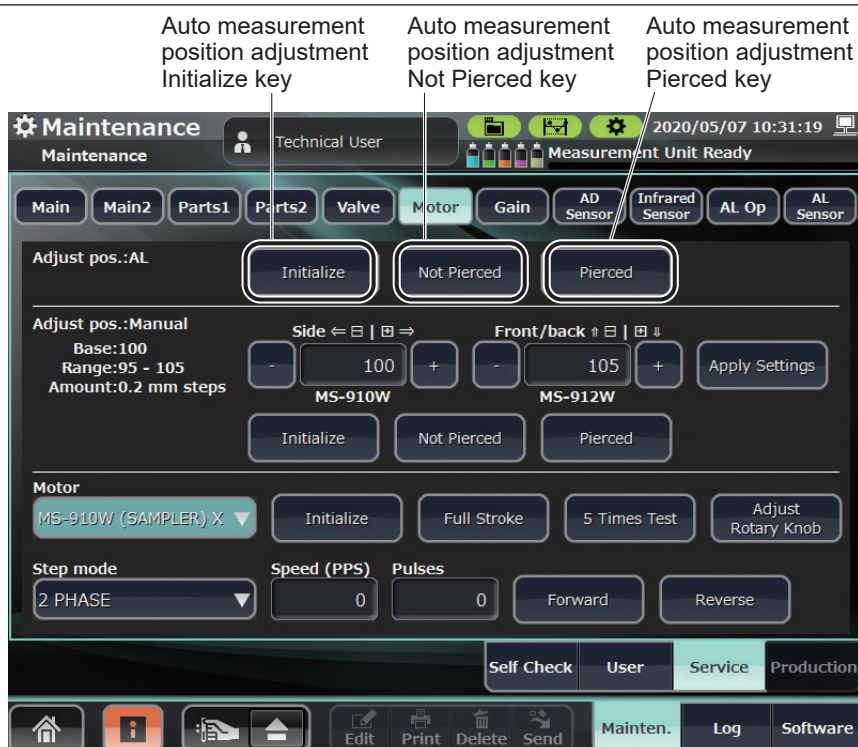 Auto measurement position adjustment Initialize key
Auto measurement position adjustment Not Pierced key
Auto measurement position adjustment Pierced key
Maintenance
Technical User
2020/05/07 10:31:19
Maintenance
Measurement Unit Ready
Main Main2 Parts1 Parts2 Valve Motor Gain AD Sensor Infrared Sensor AL Op AL Sensor
Adjust pos.:AL
Initialize Not Pierced Pierced
Adjust pos.:Manual
Base:100
Range:95 - 105
Amount:0.2 mm steps
Side ⇐ ⊟ | ⊞ ⇒
Front/back ⇑ ⊟ | ⊞ ⇓
- 100 + - 105 + Apply Settings
MS-910W MS-912W
Initialize Not Pierced Pierced
Motor
MS-910W (SAMPLER) X ▼ Initialize Full Stroke 5 Times Test Adjust Rotary Knob
Step mode Speed (PPS) Pulses
2 PHASE ▼ 0 0 Forward Reverse
Self Check User Service Production
Edit Print Delete Send Mainten. Log Software